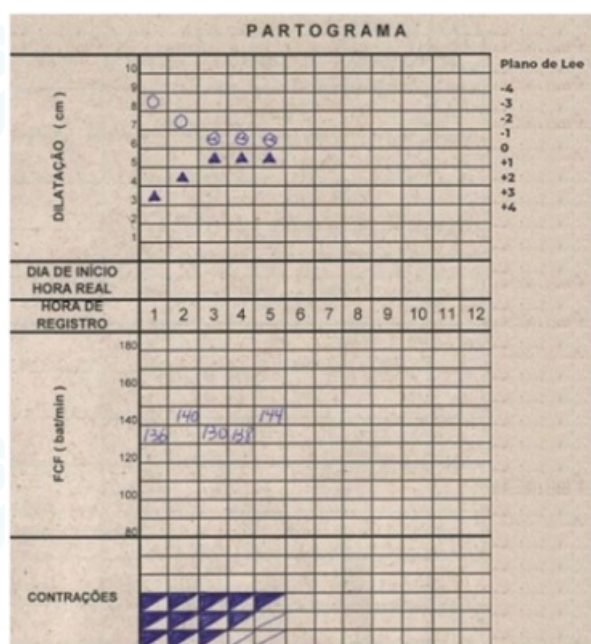 PARTOGRAMA
Plano de Lee
DILATAÇÃO ( cm )
10
9
8
7
6
5
4
3
2
1
-4
-3
-2
-1
0
+1
+2
+3
+4
DIA DE INÍCIO
HORA REAL
HORA DE
REGISTRO
1 2 3 4 5 6 7 8 9 10 11 12
FCF ( bat/min )
180
160
140
120
100
80
140 144
136 130 138
CONTRAÇÕES